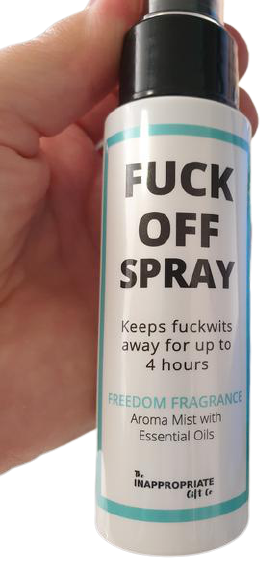 FUCK
OFF
SPRAY
Keeps fuckwits
away for up to
4 hours
FREEDOM FRAGRANCE
Aroma Mist with
Essential Oils
The
INAPPROPRIATE
Gift Co